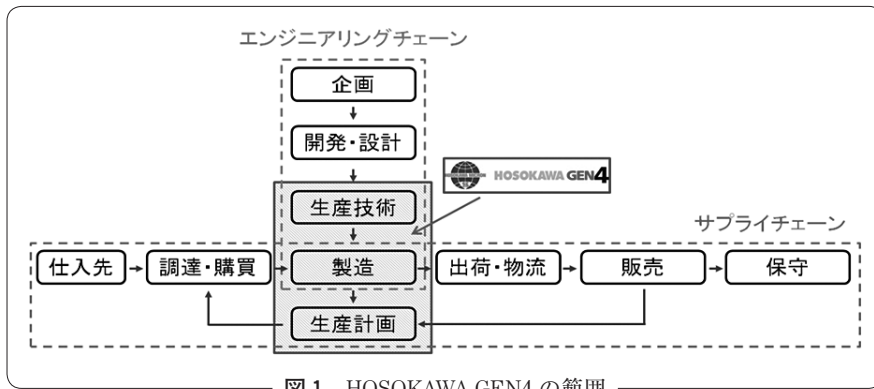 エンジニアリングチェーン
企画
開発・設計
HOSOKAWA GEN4
生産技術
サプライチェーン
仕入先
調達・購買
製造
出荷・物流
販売
保守
生産計画
図1 HOSOKAWA GEN4 の範囲